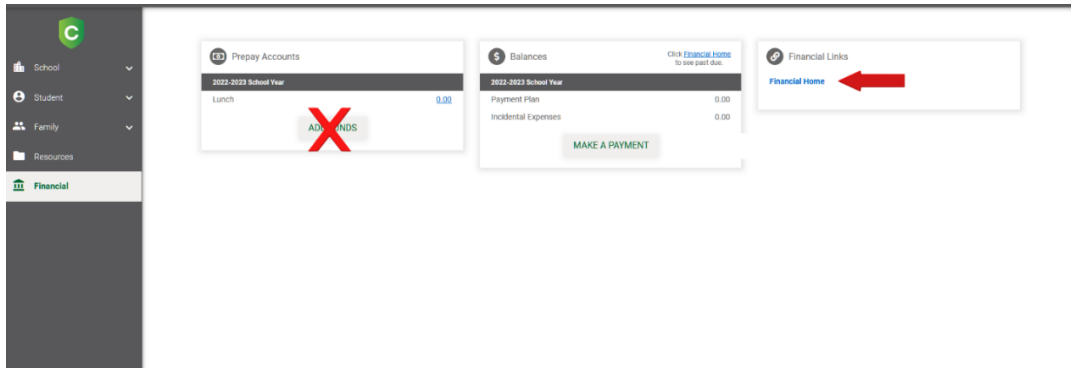 C
School
Student
Family
Resources
Financial
Prepay Accounts
2022-2023 School Year
Lunch 0.00
Balances
Click Financial Home
to see past due.
2022-2023 School Year
Payment Plan 0.00
Incidental Expenses 0.00
MAKE A PAYMENT
Financial Links
Financial Home